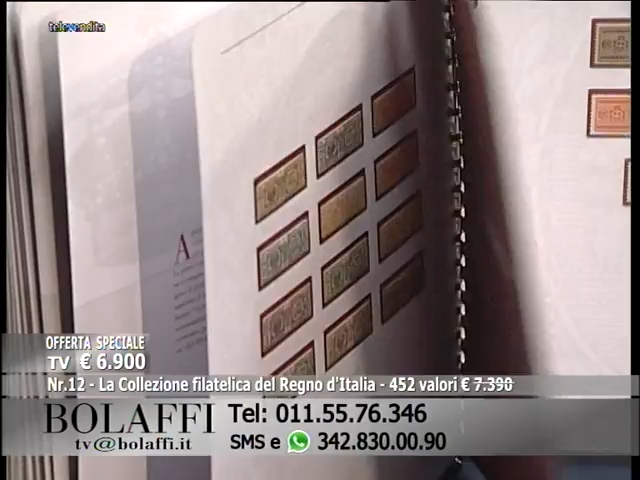 televendita
A
OFFERTA SPECIALE
TV € 6.900
Nr.12 - La Collezione filatelica del Regno d'Italia - 452 valori € 7.390
BOLAFFI
tv@bolaffi.it
Tel: 011.55.76.346
SMS e 342.830.00.90